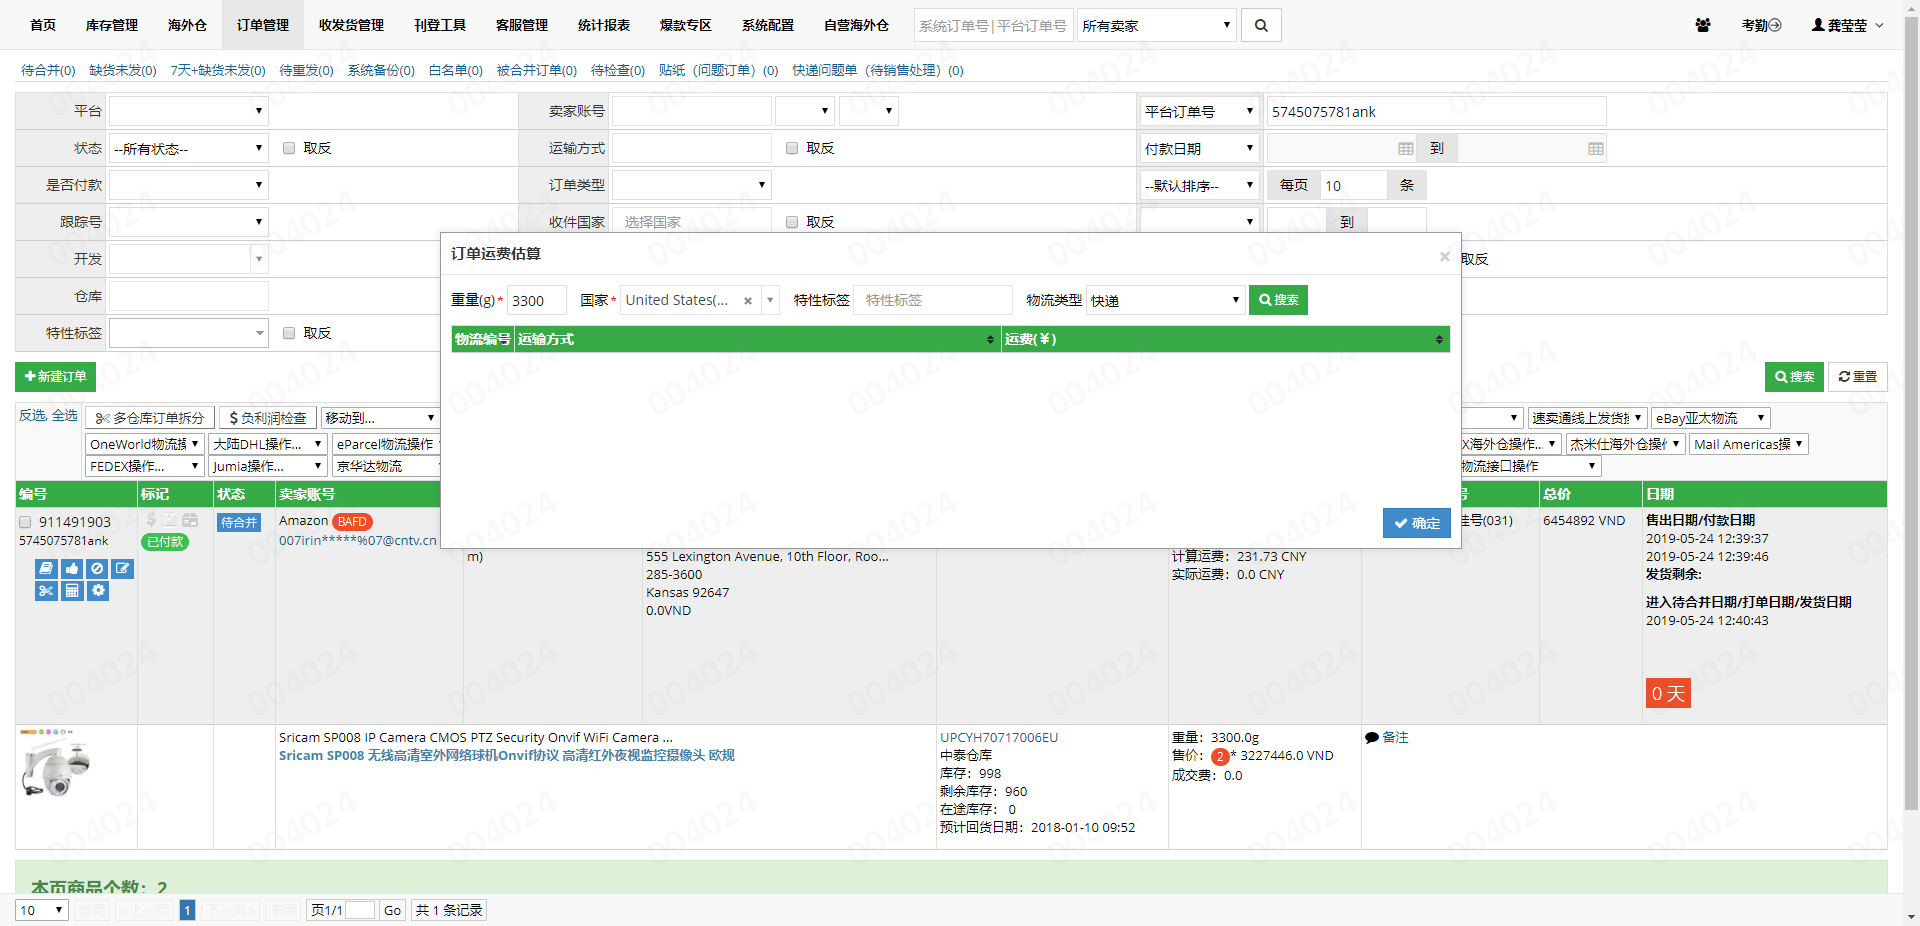 首页 库存管理 海外仓 订单管理 收发货管理 刊登工具 客服管理 统计报表 爆款专区 系统配置 自营海外仓 系统订单号|平台订单号 所有卖家 考勤 龚莹莹
待合并(0) 缺货未发(0) 7天+缺货未发(0) 待重发(0) 系统备份(0) 白名单(0) 被合并订单(0) 待检查(0) 贴纸（问题订单）(0) 快递问题单（待销售处理）(0)
平台 卖家账号 平台订单号 5745075781ank
状态 --所有状态-- 取反 运输方式 取反 付款日期 到
是否付款 订单类型 --默认排序-- 每页 10 条
跟踪号 收件国家 选择国家 取反 到
开发 取反
仓库
特性标签 取反
订单运费估算 ×
重量(g)* 3300 国家* United States(... × 特性标签 特性标签 物流类型 快递 搜索
物流编号 运输方式 运费(￥)
确定
新建订单 搜索 重置
反选, 全选 多仓库订单拆分 $ 负利润检查 移动到... 速卖通线上发货操 eBay亚太物流
OneWorld物流操 大陆DHL操作... eParcel物流操作 X海外仓操作... 杰米仕海外仓操作 Mail Americas操
FEDEX操作... Jumia操作... 京华达物流 物流接口操作
编号 标记 状态 卖家账号 号 总价 日期
911491903
5745075781ank
已付款
待合并
Amazon BAFD
007irin*****%07@cntv.cn
m)
555 Lexington Avenue, 10th Floor, Roo...
285-3600
Kansas 92647
0.0VND
计算运费：231.73 CNY
实际运费：0.0 CNY
挂号(031)
6454892 VND
售出日期/付款日期
2019-05-24 12:39:37
2019-05-24 12:39:46
发货剩余:
进入待合并日期/打单日期/发货日期
2019-05-24 12:40:43
0 天
Sricam SP008 IP Camera CMOS PTZ Security Onvif WiFi Camera ...
Sricam SP008 无线高清室外网络球机Onvif协议 高清红外夜视监控摄像头 欧规
UPCYH70717006EU
中泰仓库
库存：998
剩余库存：960
在途库存： 0
预计回货日期：2018-01-10 09:52
重量：3300.0g
售价： 2 * 3227446.0 VND
成交费：0.0
备注
本页商品个数：2
10 首页 « 上一页 1 下一页 » 末页 页1/1 Go 共 1 条记录
004024